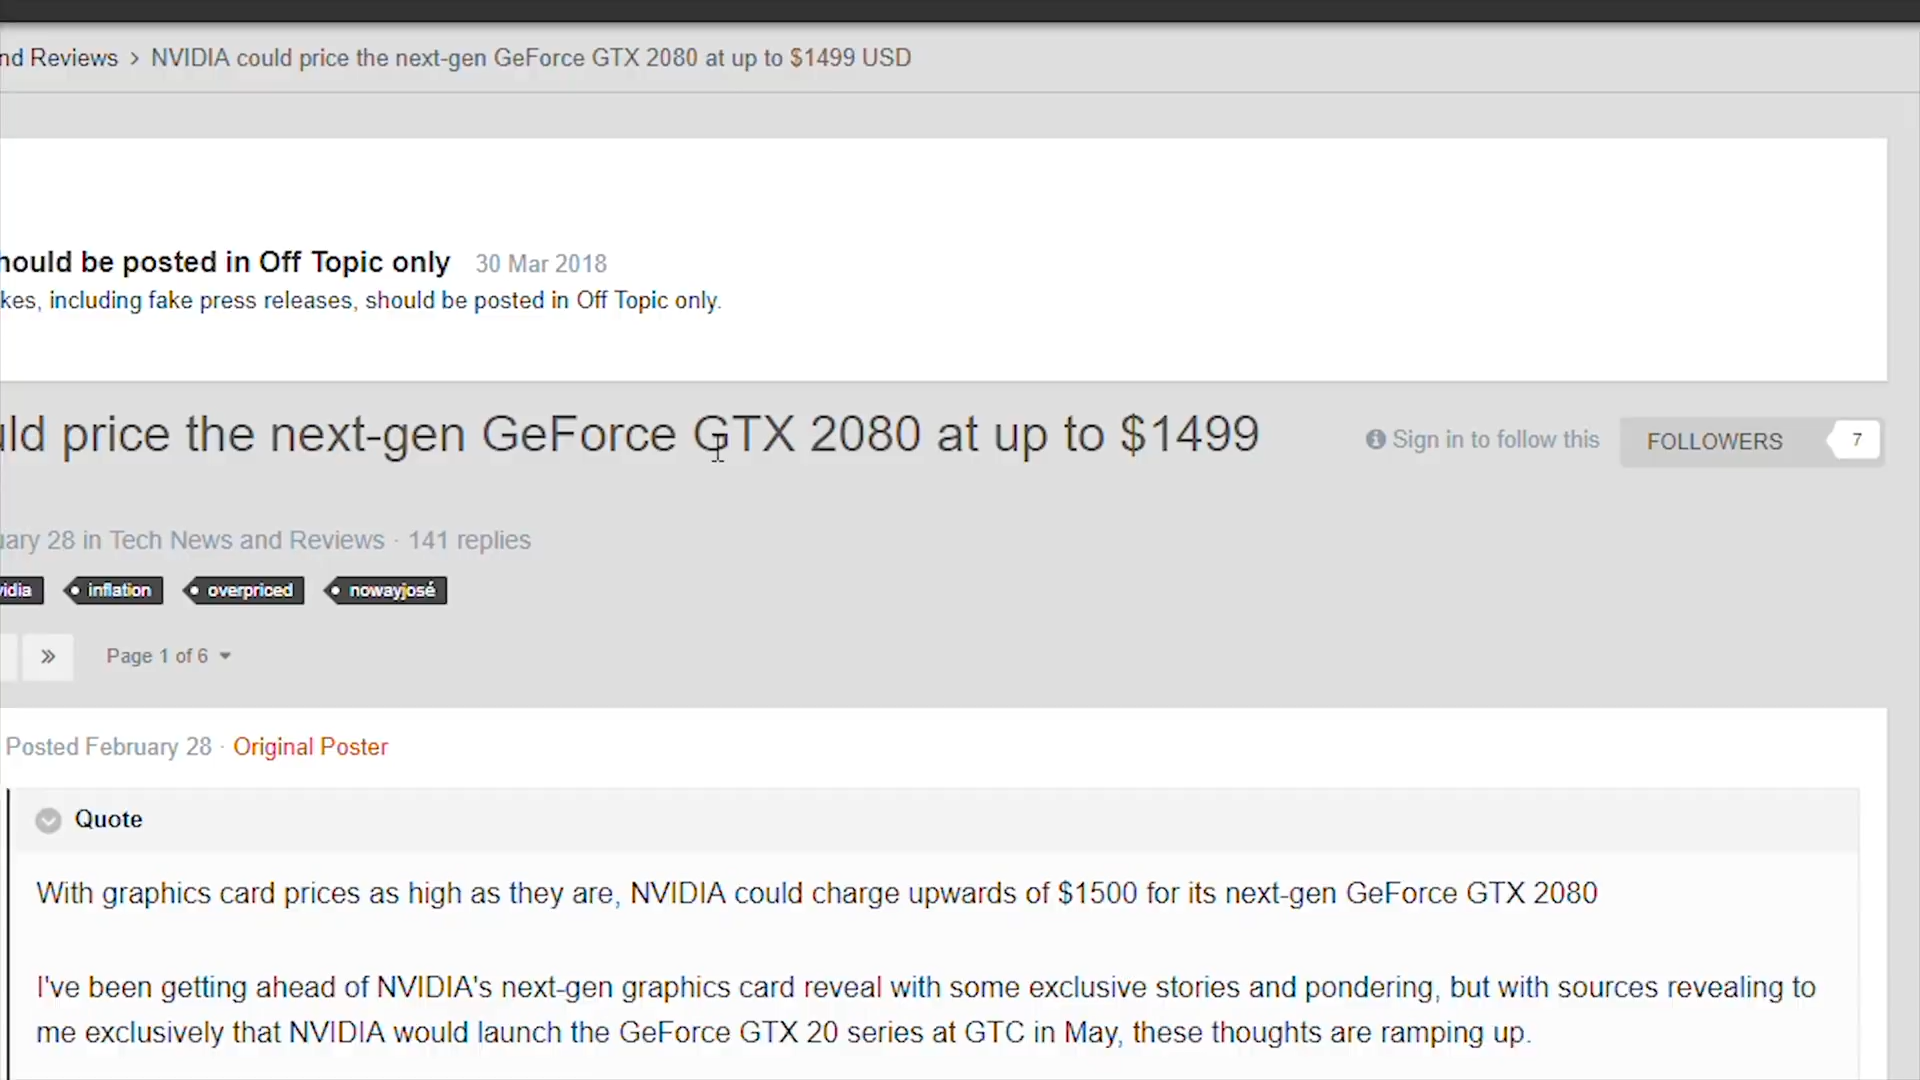 nd Reviews > NVIDIA could price the next-gen GeForce GTX 2080 at up to $1499 USD
hould be posted in Off Topic only 30 Mar 2018
kes, including fake press releases, should be posted in Off Topic only.
uld price the next-gen GeForce GTX 2080 at up to $1499
Sign in to follow this FOLLOWERS 7
uary 28 in Tech News and Reviews · 141 replies
vidia inflation overpriced nowayjosé
» Page 1 of 6
Posted February 28 · Original Poster
Quote
With graphics card prices as high as they are, NVIDIA could charge upwards of $1500 for its next-gen GeForce GTX 2080
I've been getting ahead of NVIDIA's next-gen graphics card reveal with some exclusive stories and pondering, but with sources revealing to
me exclusively that NVIDIA would launch the GeForce GTX 20 series at GTC in May, these thoughts are ramping up.